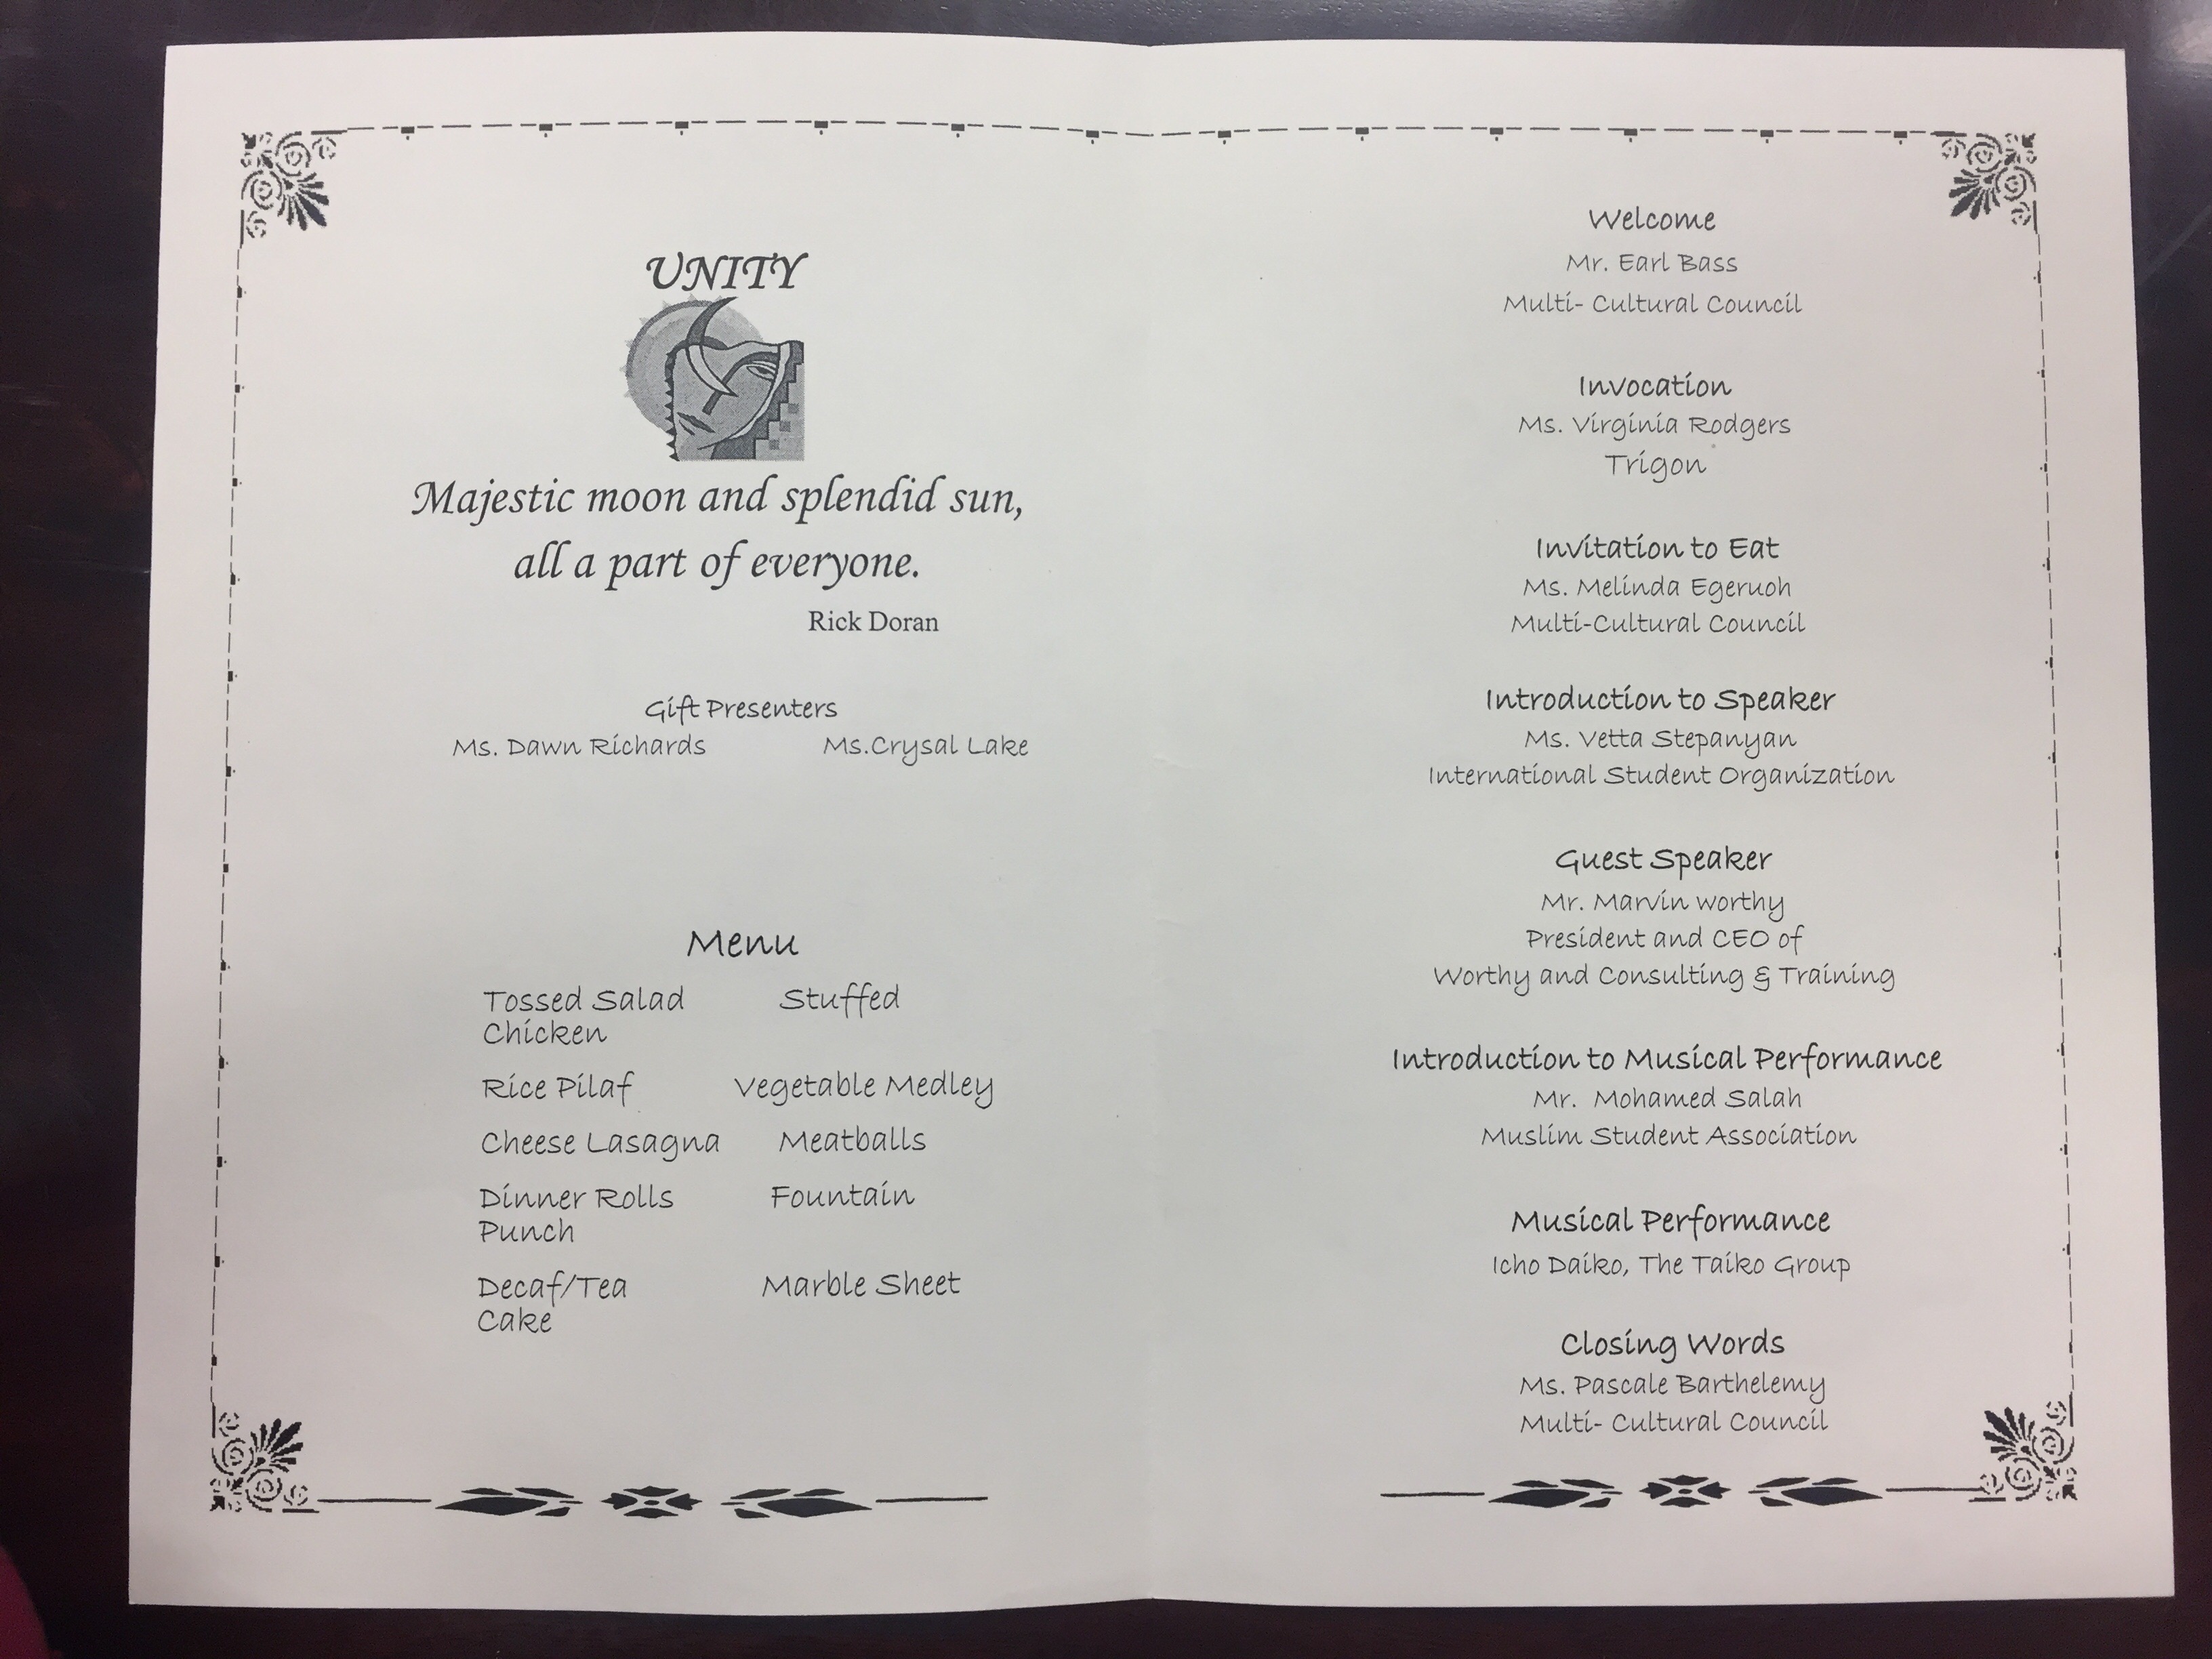 UNITY
Majestic moon and splendid sun,
all a part of everyone.
Rick Doran
Gift Presenters
Ms. Dawn Richards Ms.Crysal Lake
Menu
Tossed Salad Stuffed
Chicken
Rice Pilaf Vegetable Medley
Cheese Lasagna Meatballs
Dinner Rolls Fountain
Punch
Decaf/Tea Marble Sheet
Cake
Welcome
Mr. Earl Bass
Multi- Cultural Council
Invocation
Ms. Virginia Rodgers
Trigon
Invitation to Eat
Ms. Melinda Egeruoh
Multi-Cultural Council
Introduction to Speaker
Ms. Vetta Stepanyan
International Student Organization
Guest Speaker
Mr. Marvin Worthy
President and CEO of
Worthy and Consulting & Training
Introduction to Musical Performance
Mr. Mohamed Salah
Muslim Student Association
Musical Performance
Icho Daiko, The Taiko Group
Closing Words
Ms. Pascale Barthelemy
Multi- Cultural Council